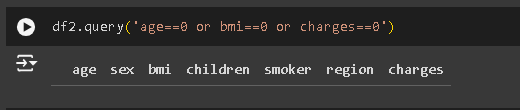 df2.query('age==0 or bmi==0 or charges==0')
age sex bmi children smoker region charges